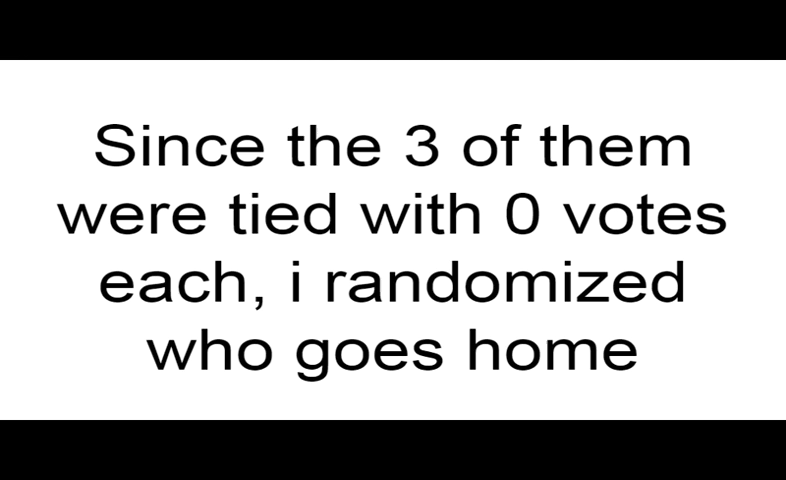 Since the 3 of them
were tied with 0 votes
each, i randomized
who goes home